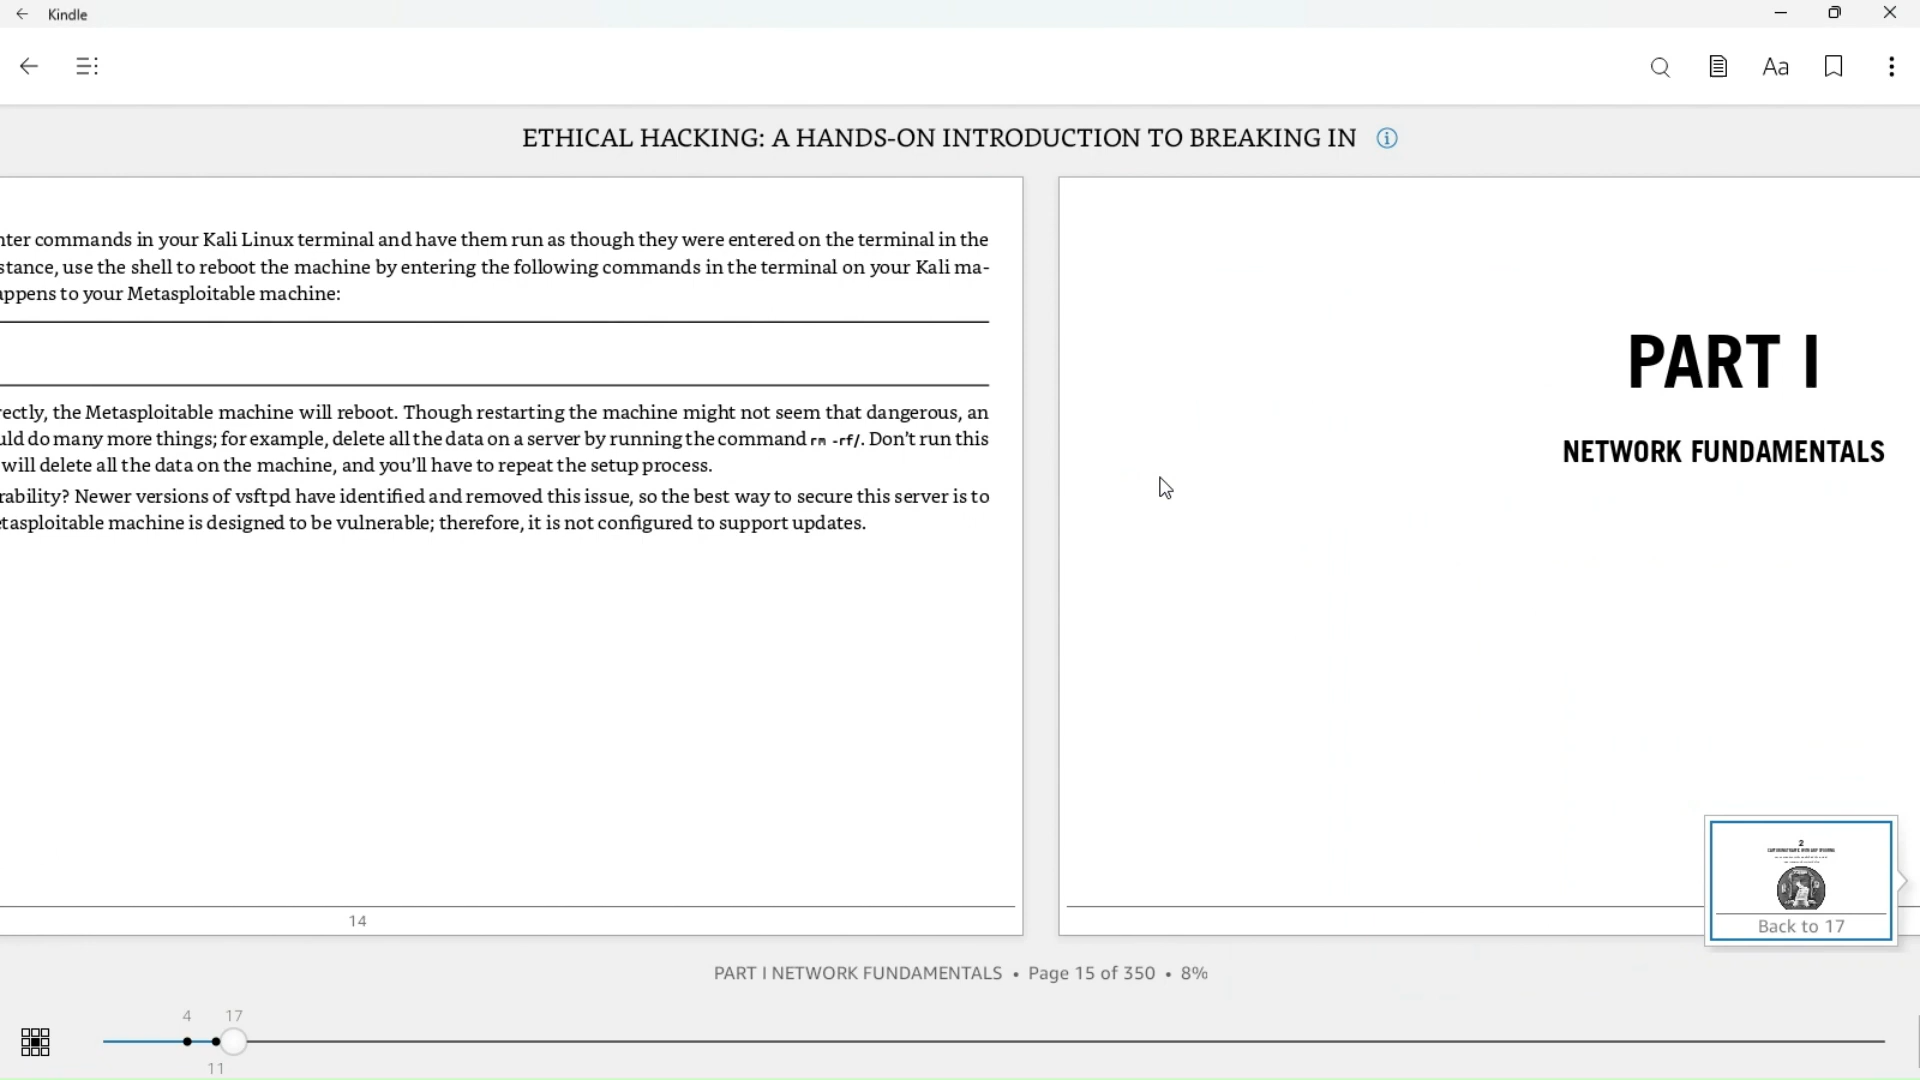 Kindle
Aa
ETHICAL HACKING: A HANDS-ON INTRODUCTION TO BREAKING IN
commands in your Kali Linux terminal and have them run as though they were entered on the terminal in the
use the shell to reboot the machine by entering the following commands in the terminal on your Kali ma-
to your Metasploitable machine:
the Metasploitable machine will reboot. Though restarting the machine might not seem that dangerous, an
do many more things; for example, delete all the data on a server by running the command rm -rf/. Don't run this
will delete all the data on the machine, and you'll have to repeat the setup process.
Newer versions of vsftpd have identified and removed this issue, so the best way to secure this server is to
machine is designed to be vulnerable; therefore, it is not configured to support updates.
14
PART I
NETWORK FUNDAMENTALS
2
Back to 17
PART I NETWORK FUNDAMENTALS • Page 15 of 350 • 8%
4 17
11